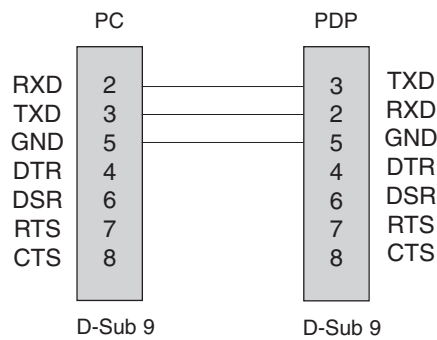 PC PDP
RXD 2 3 TXD
TXD 3 2 RXD
GND 5 5 GND
DTR 4 4 DTR
DSR 6 6 DSR
RTS 7 7 RTS
CTS 8 8 CTS
D-Sub 9 D-Sub 9